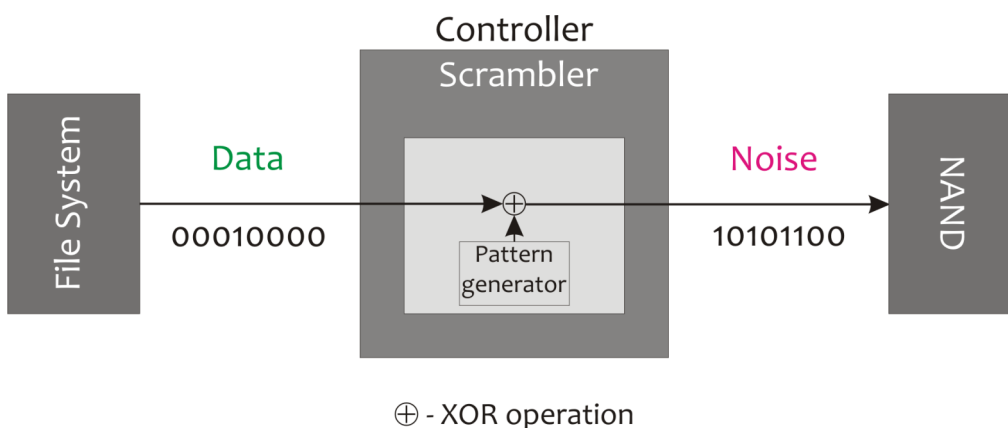 Controller
Scrambler
File System
Data
00010000
Pattern
generator
Noise
10101100
NAND
⊕ - XOR operation